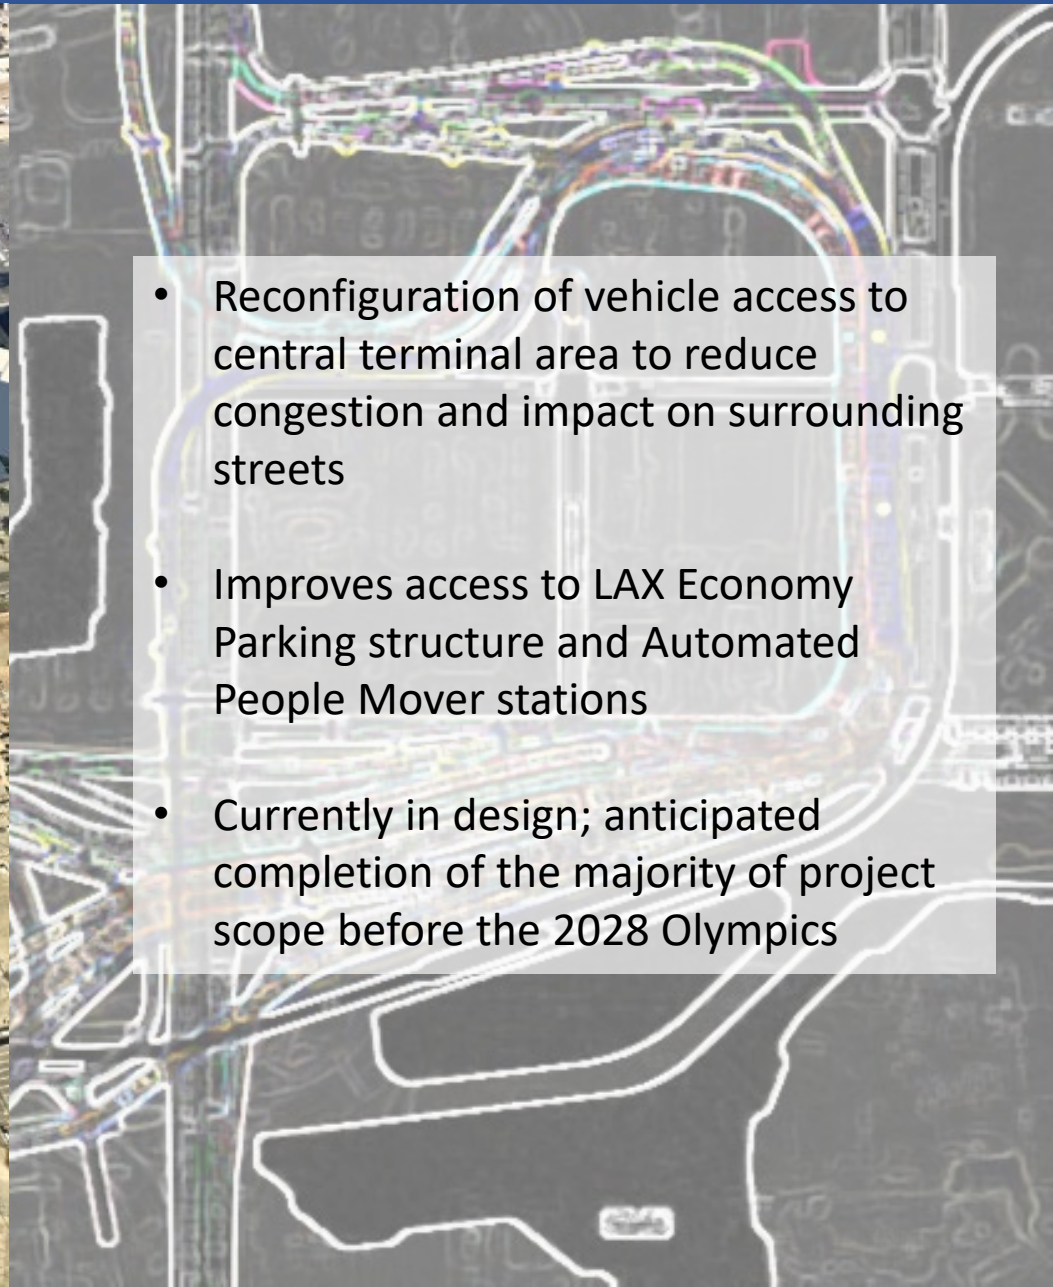 • Reconfiguration of vehicle access to
central terminal area to reduce
congestion and impact on surrounding
streets
• Improves access to LAX Economy
Parking structure and Automated
People Mover stations
• Currently in design; anticipated
completion of the majority of project
scope before the 2028 Olympics